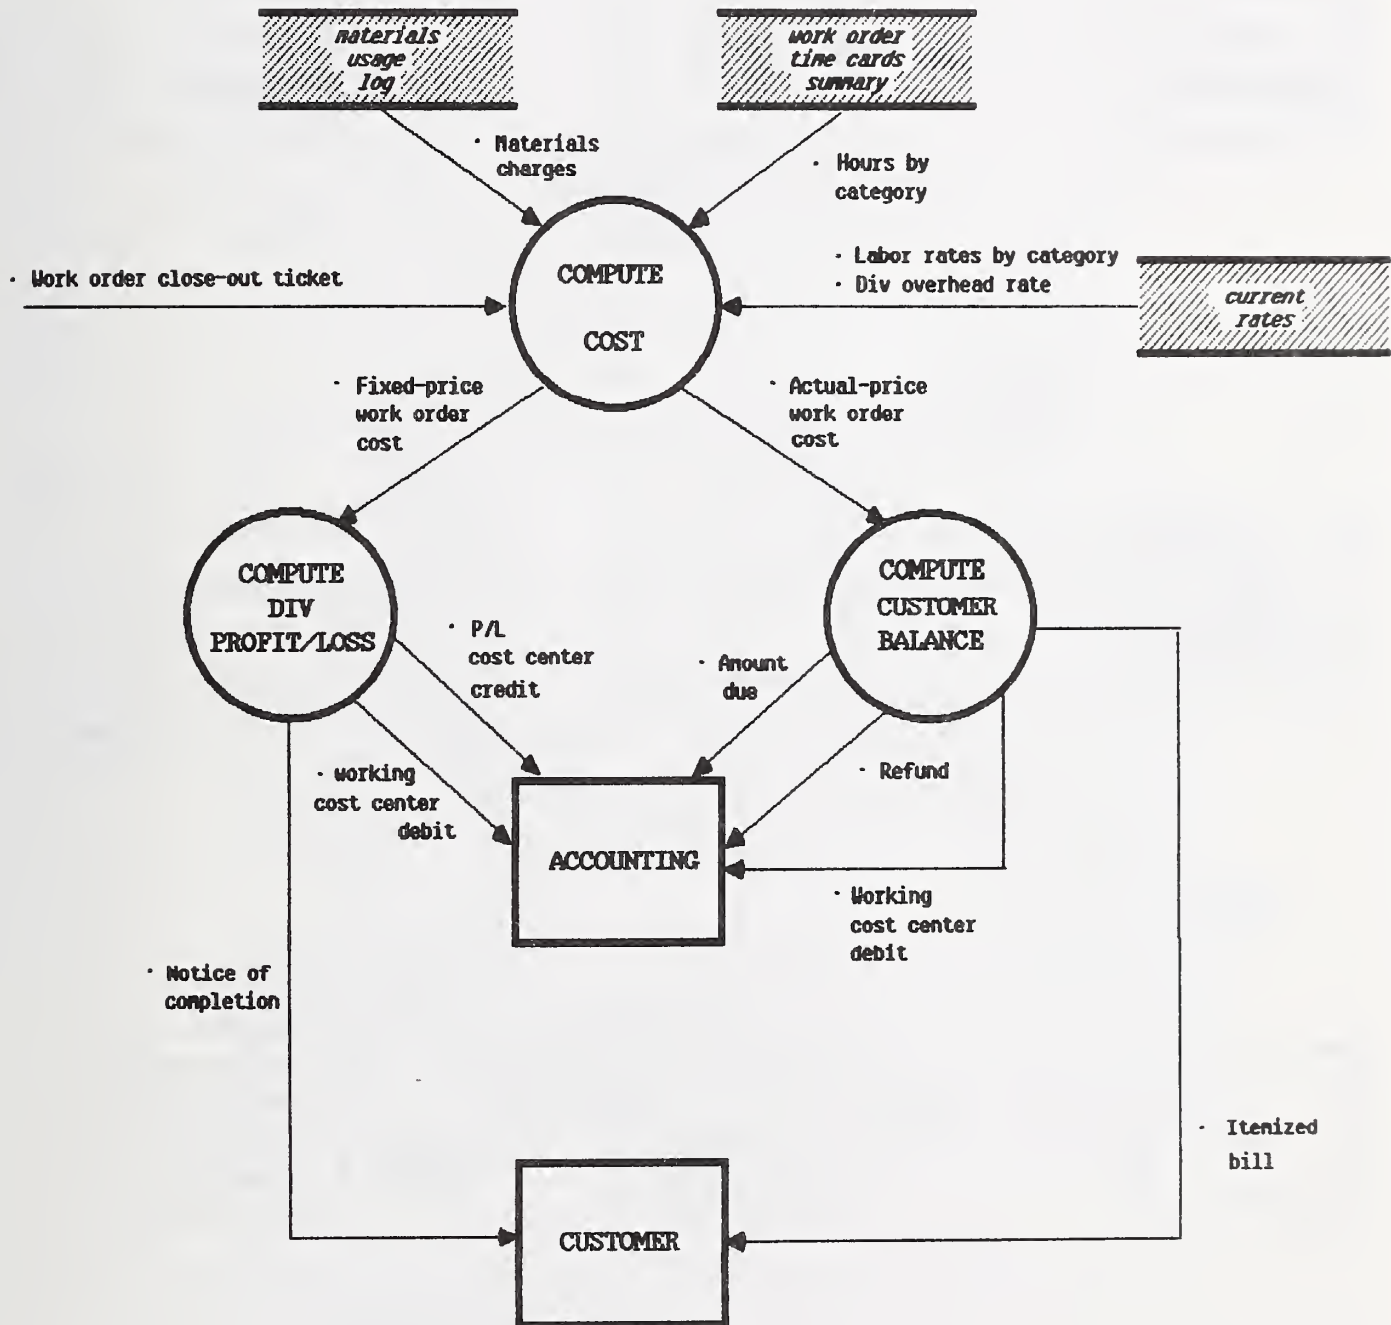 materials
usage
log
work order
time cards
summary
· Materials
charges
· Hours by
category
· Work order close-out ticket
COMPUTE
COST
· Labor rates by category
· Div overhead rate
current
rates
· Fixed-price
work order
cost
· Actual-price
work order
cost
COMPUTE
DIV
PROFIT/LOSS
COMPUTE
CUSTOMER
BALANCE
· P/L
cost center
credit
· Amount
due
· working
cost center
debit
· Refund
ACCOUNTING
· Working
cost center
debit
· Notice of
completion
· Itemized
bill
CUSTOMER